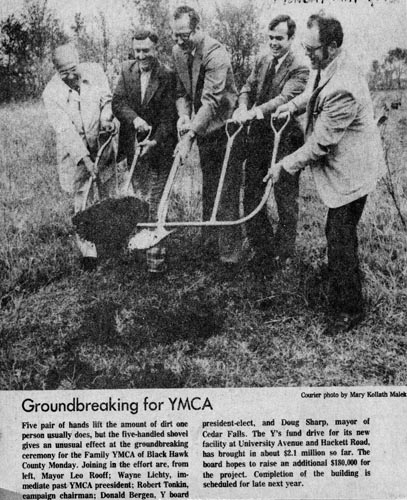 Courier photo by Mary Kollath Malek
Groundbreaking for YMCA
Five pair of hands lift the amount of dirt one
person usually does, but the five-handled shovel
gives an unusual effect at the groundbreaking
ceremony for the Family YMCA of Black Hawk
County Monday. Joining in the effort are, from
left, Mayor Leo Rooff; Wayne Lichty, im-
mediate past YMCA preesident; Robert Tonkin,
campaign chairman; Donald Bergen, Y board
president-elect, and Doug Sharp, mayor of
Cedar Falls. The Y's fund drive for its new
facility at University Avenue and Hackett Road,
has brought in about $2.1 million so far. The
board hopes to raise an additional $180,000 for
the project. Completion of the building is
scheduled for late next year.